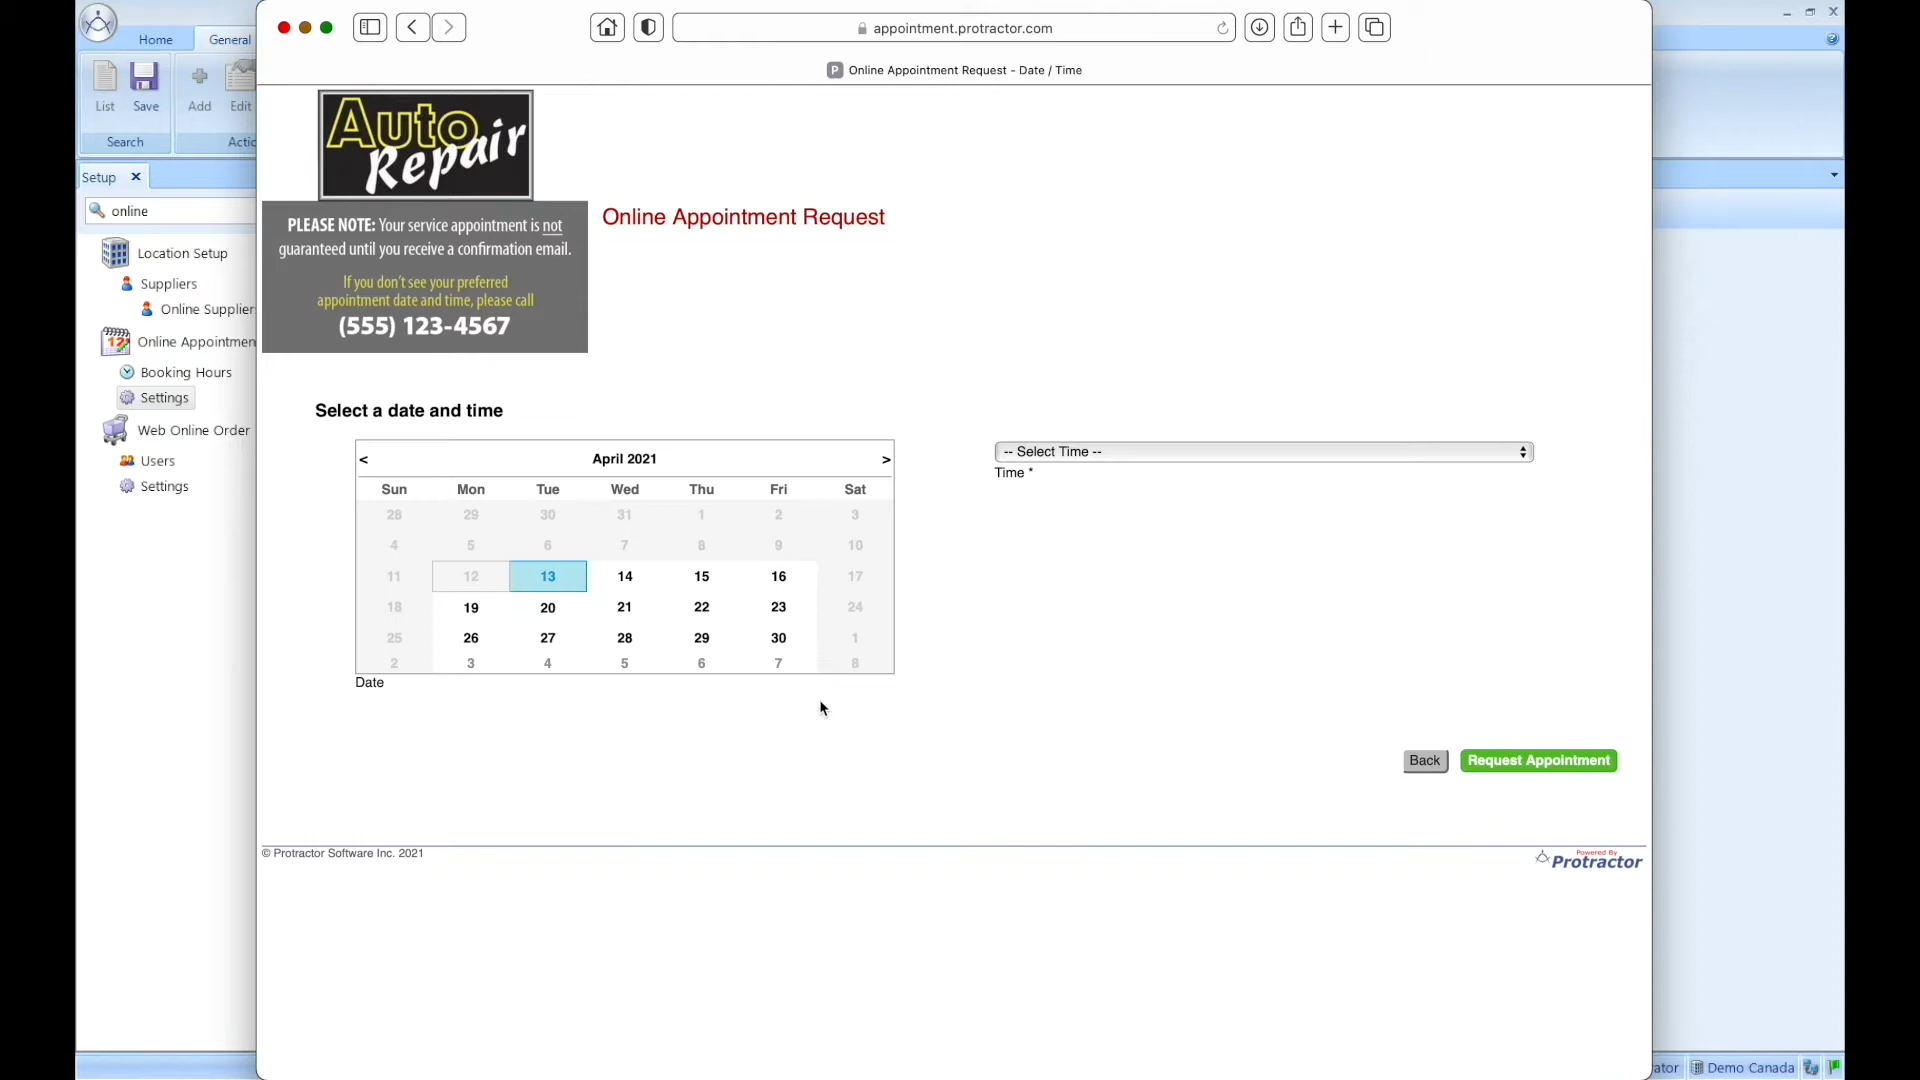 Home
General
List
Save
Add
Edit
Search
Setup
online
Location Setup
Suppliers
Online Supplier
Online Appointmen
Booking Hours
Settings
Web Online Order
Users
Settings
appointment.protractor.com
P Online Appointment Request - Date / Time
Auto
Repair
PLEASE NOTE: Your service appointment is not
guaranteed until you receive a confirmation email.
If you don't see your preferred
appointment date and time, please call
(555) 123-4567
Online Appointment Request
Select a date and time
< April 2021 >
Sun Mon Tue Wed Thu Fri Sat
28 29 30 31 1 2 3
4 5 6 7 8 9 10
11 12 13 14 15 16 17
18 19 20 21 22 23 24
25 26 27 28 29 30 1
2 3 4 5 6 7 8
Date
-- Select Time --
Time *
Back
Request Appointment
© Protractor Software Inc. 2021
Powered By
Protractor
Demo Canada